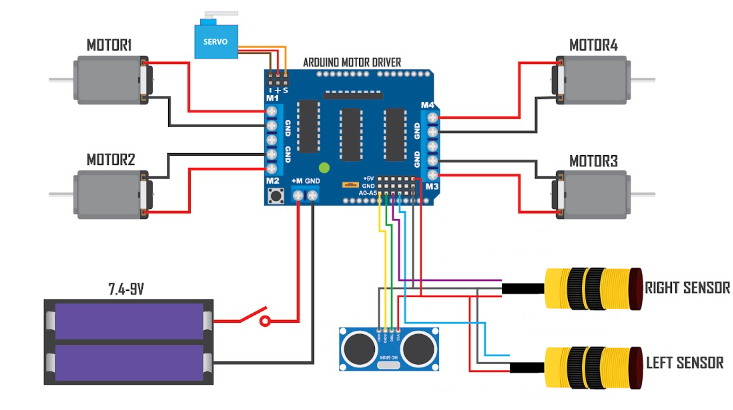 SERVO
MOTOR1
ARDUINO MOTOR DRIVER
MOTOR4
- + S
M1
M4
GND
GND
GND
GND
MOTOR2
MOTOR3
M2
+M GND
M3
+5V
GND
A0-A5
7.4-9V
RIGHT SENSOR
LEFT SENSOR